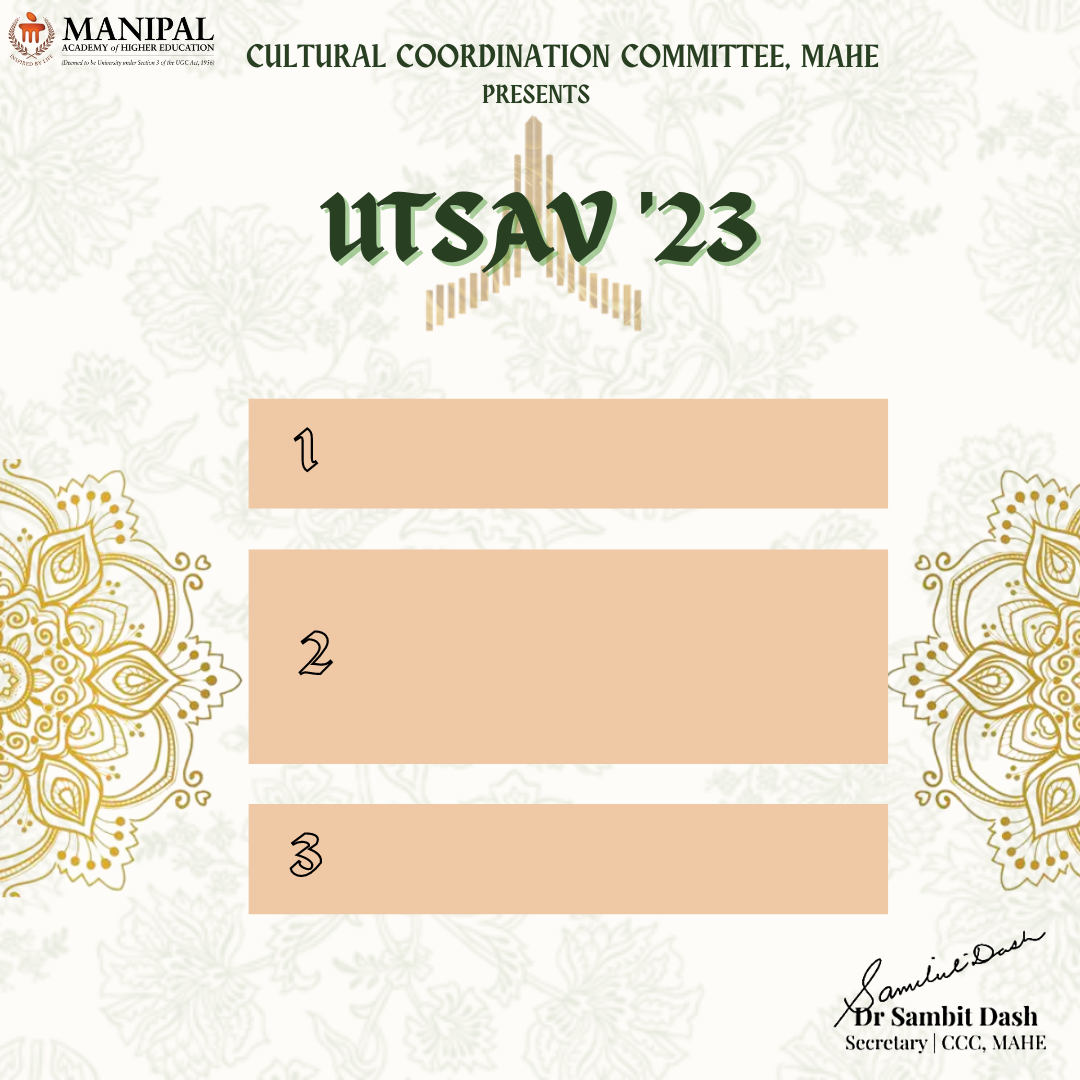 MANIPAL
ACADEMY of HIGHER EDUCATION
(Deemed to be University under Section 3 of the UGC Act, 1956)
INSPIRED BY LIFE
CULTURAL COORDINATION COMMITTEE, MAHE
PRESENTS
UTSAV '23
1
2
3
Sambit Dash
Dr Sambit Dash
Secretary | CCC, MAHE